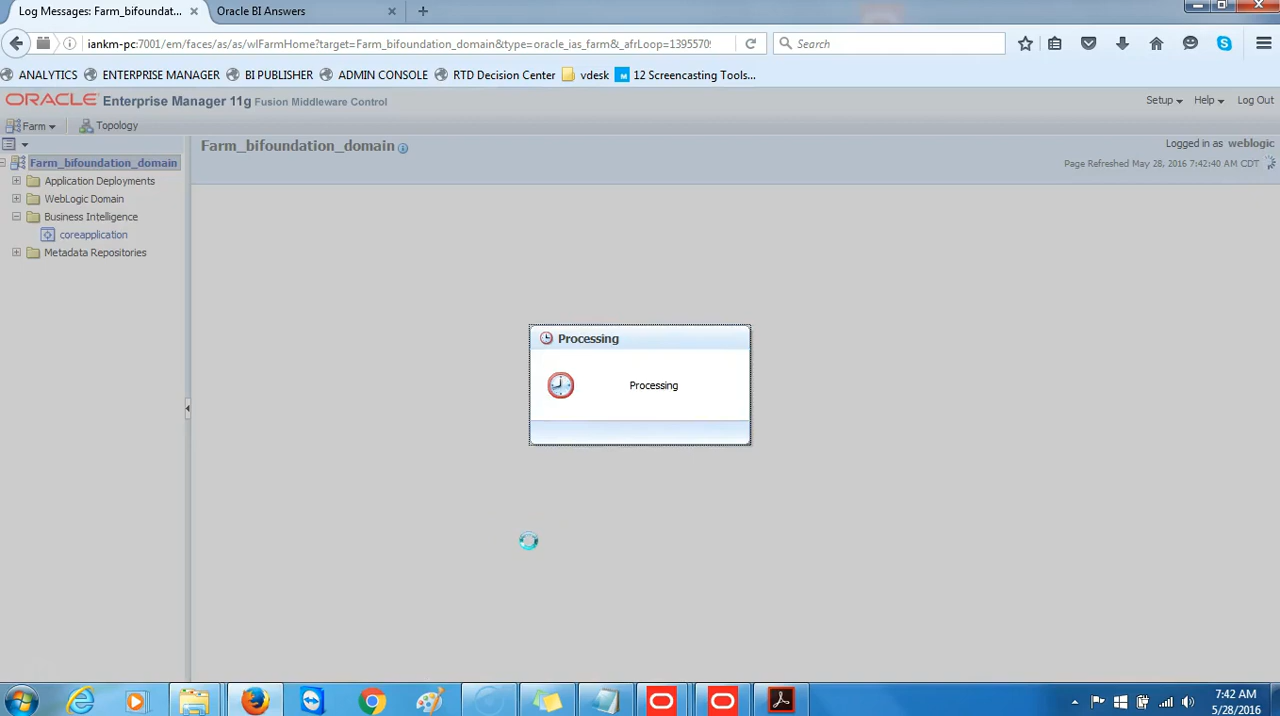 Log Messages: Farm_bifoundat...
Oracle BI Answers
iankm-pc:7001/em/faces/as/as/wlFarmHome?target=Farm_bifoundation_domain&type=oracle_ias_farm&_afrLoop=1395570
Search
ANALYTICS ENTERPRISE MANAGER BI PUBLISHER ADMIN CONSOLE RTD Decision Center vdesk 12 Screencasting Tools...
ORACLE Enterprise Manager 11g Fusion Middleware Control
Setup Help Log Out
Farm Topology
Farm_bifoundation_domain
Logged in as weblogic
Page Refreshed May 28, 2016 7:42:40 AM CDT
Farm_bifoundation_domain
Application Deployments
WebLogic Domain
Business Intelligence
coreapplication
Metadata Repositories
Processing
Processing
7:42 AM
5/28/2016